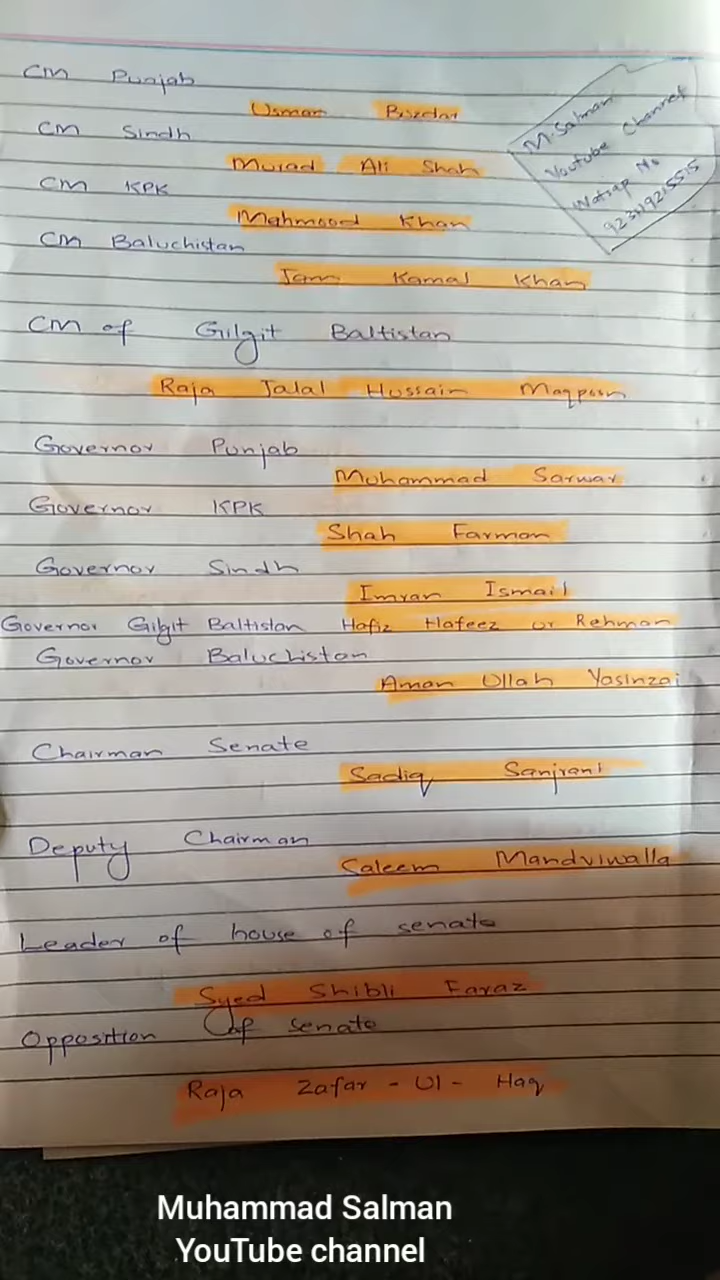 CM Punjab
Usman Buzdar
CM Sindh
Murad Ali Shah
CM KPK
Mahmood Khan
CM Baluchistan
Jam Kamal Khan
CM of Gilgit Baltistan
Raja Jalal Hussain Maqpoon
Governor Punjab
Muhammad Sarwar
Governor KPK
Shah Farman
Governor Sindh
Imran Ismail
Governor Gilgit Baltistan Hafiz Hafeez ur Rehman
Governor Baluchistan
Aman Ullah Yasinzai
Chairman Senate
Sadiq Sanjrani
Deputy Chairman
Saleem Mandviwalla
Leader of house of senate
Syed Shibli Faraz
Opposition of senate
Raja Zafar - Ul - Haq
M. Salman
Youtube Channel
Watsap No
Muhammad Salman
YouTube channel